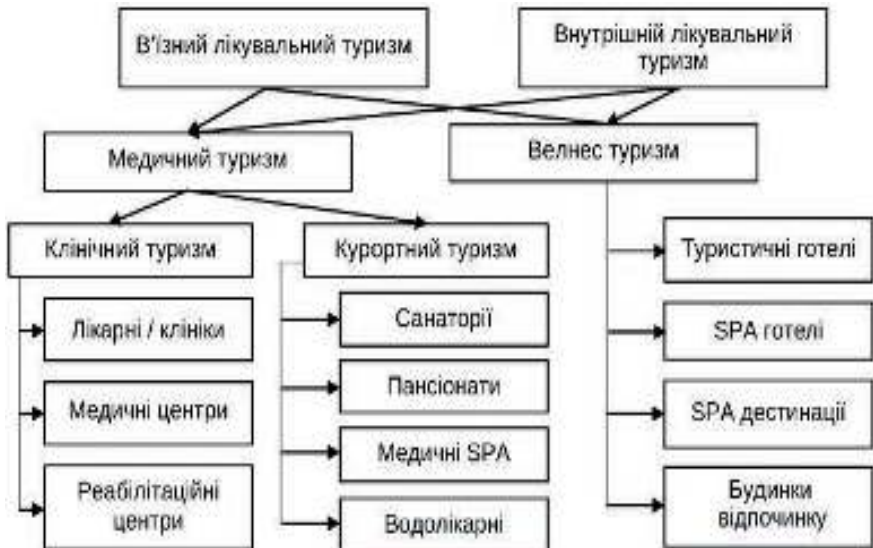 В'їзний лікувальний туризм
Внутрішній лікувальний
туризм
Медичний туризм
Велнес туризм
Клінічний туризм
Курортний туризм
Туристичні готелі
Лікарні / клініки
Санаторії
SPA готелі
Медичні центри
Пансіонати
SPA дестинації
Реабілітаційні
центри
Медичні SPA
Водолікарні
Будинки
відпочинку